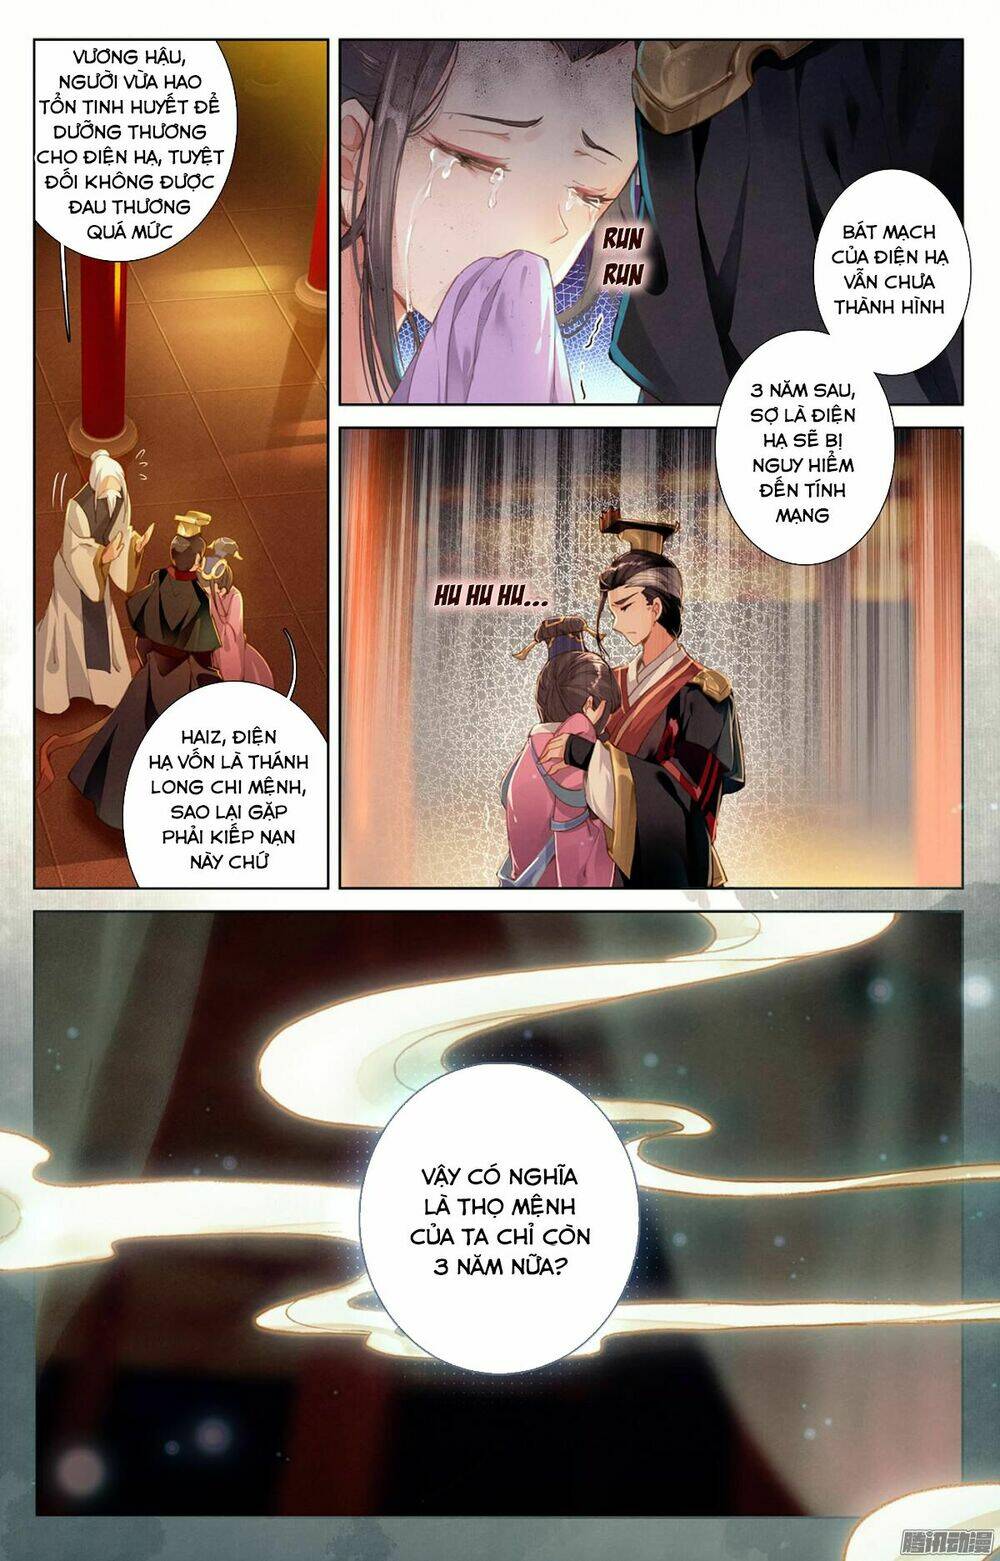 VƯƠNG HẬU,
NGƯỜI VỪA HAO
TỔN TINH HUYẾT ĐỂ
DƯỠNG THƯƠNG
CHO ĐIỆN HẠ, TUYỆT
ĐỐI KHÔNG ĐƯỢC
ĐAU THƯƠNG
QUÁ MỨC
RUN
RUN
BÁT MẠCH
CỦA ĐIỆN HẠ
VẪN CHƯA
THÀNH HÌNH
3 NĂM SAU,
SỢ LÀ ĐIỆN
HẠ SẼ BỊ
NGUY HIỂM
ĐẾN TÍNH
MẠNG
HU HU HU...
HAIZ, ĐIỆN
HẠ VỐN LÀ THÁNH
LONG CHI MỆNH,
SAO LẠI GẶP
PHẢI KIẾP NẠN
NÀY CHỨ
VẬY CÓ NGHĨA
LÀ THỌ MỆNH
CỦA TA CHỈ CÒN
3 NĂM NỮA?
腾讯动漫